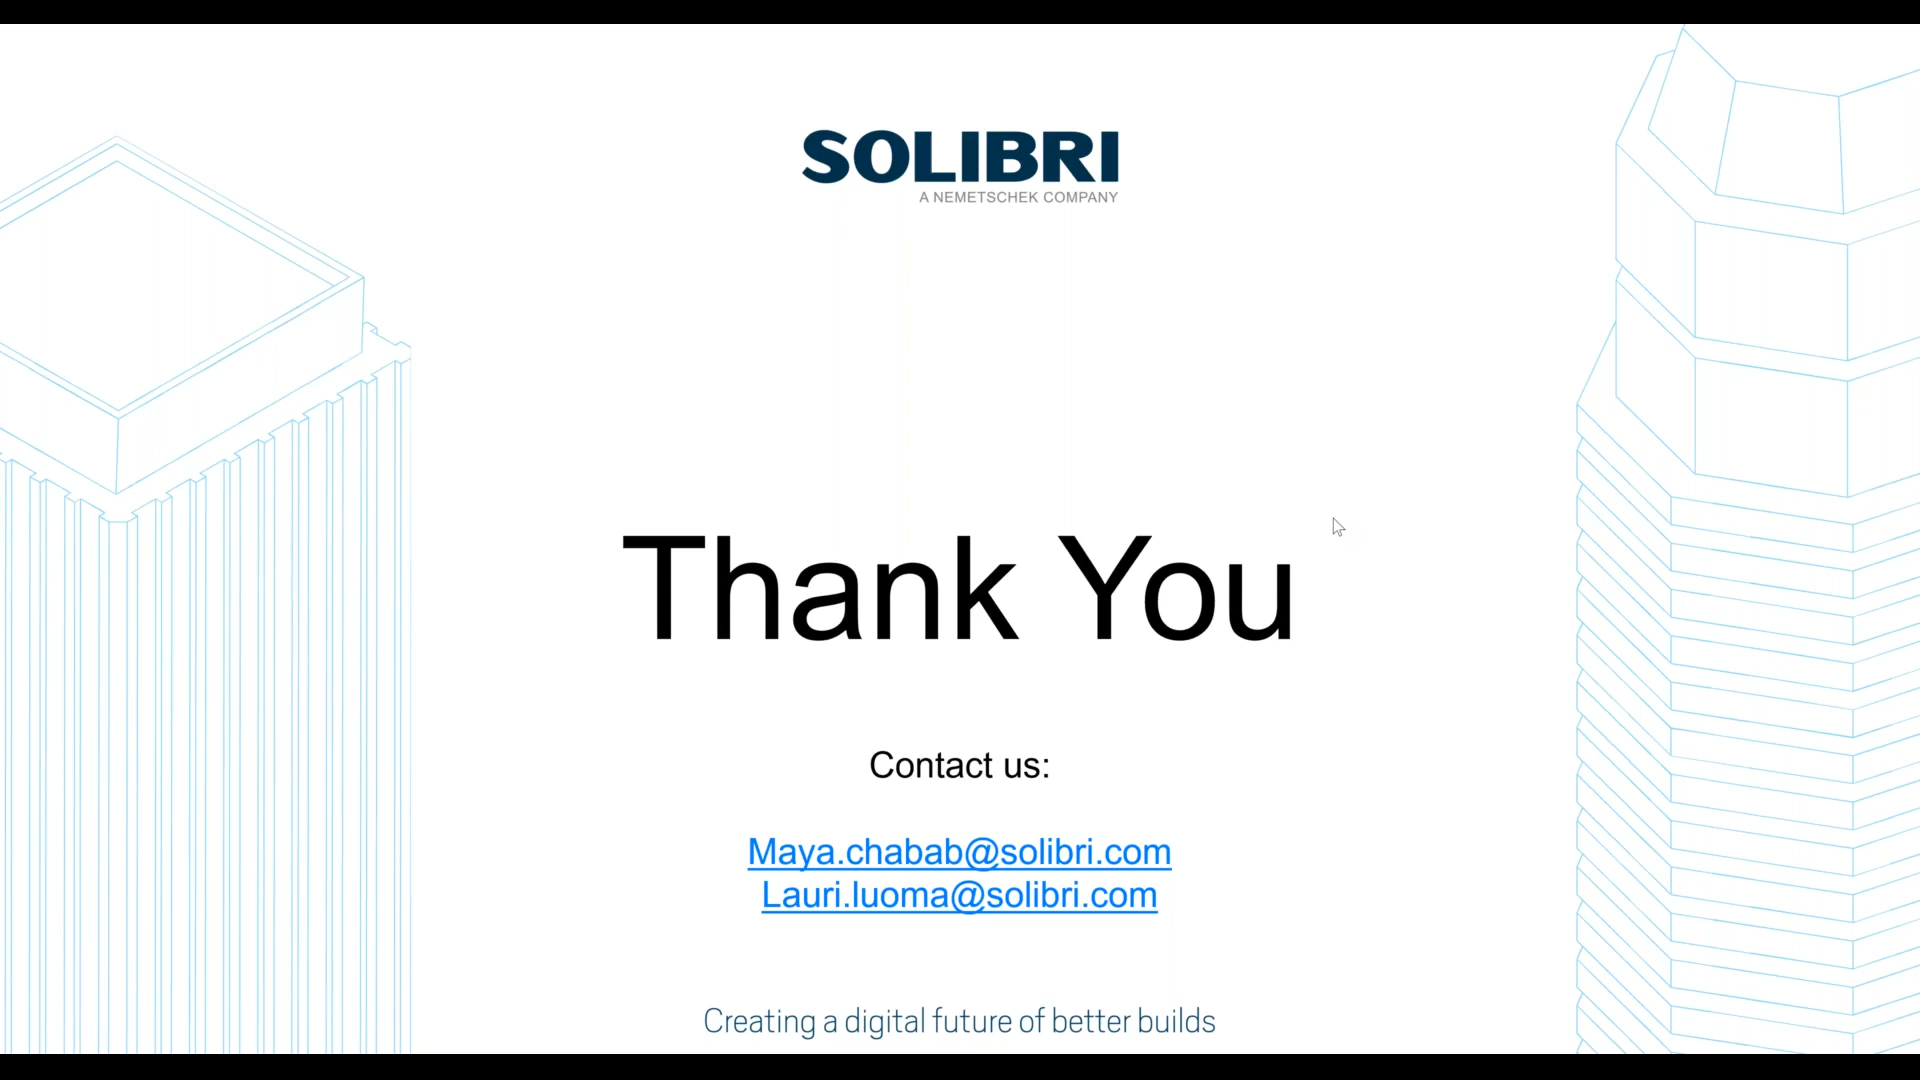 SOLIBRI
A NEMETSCHEK COMPANY
Thank You
Contact us:
Maya.chabab@solibri.com
Lauri.luoma@solibri.com
Creating a digital future of better builds